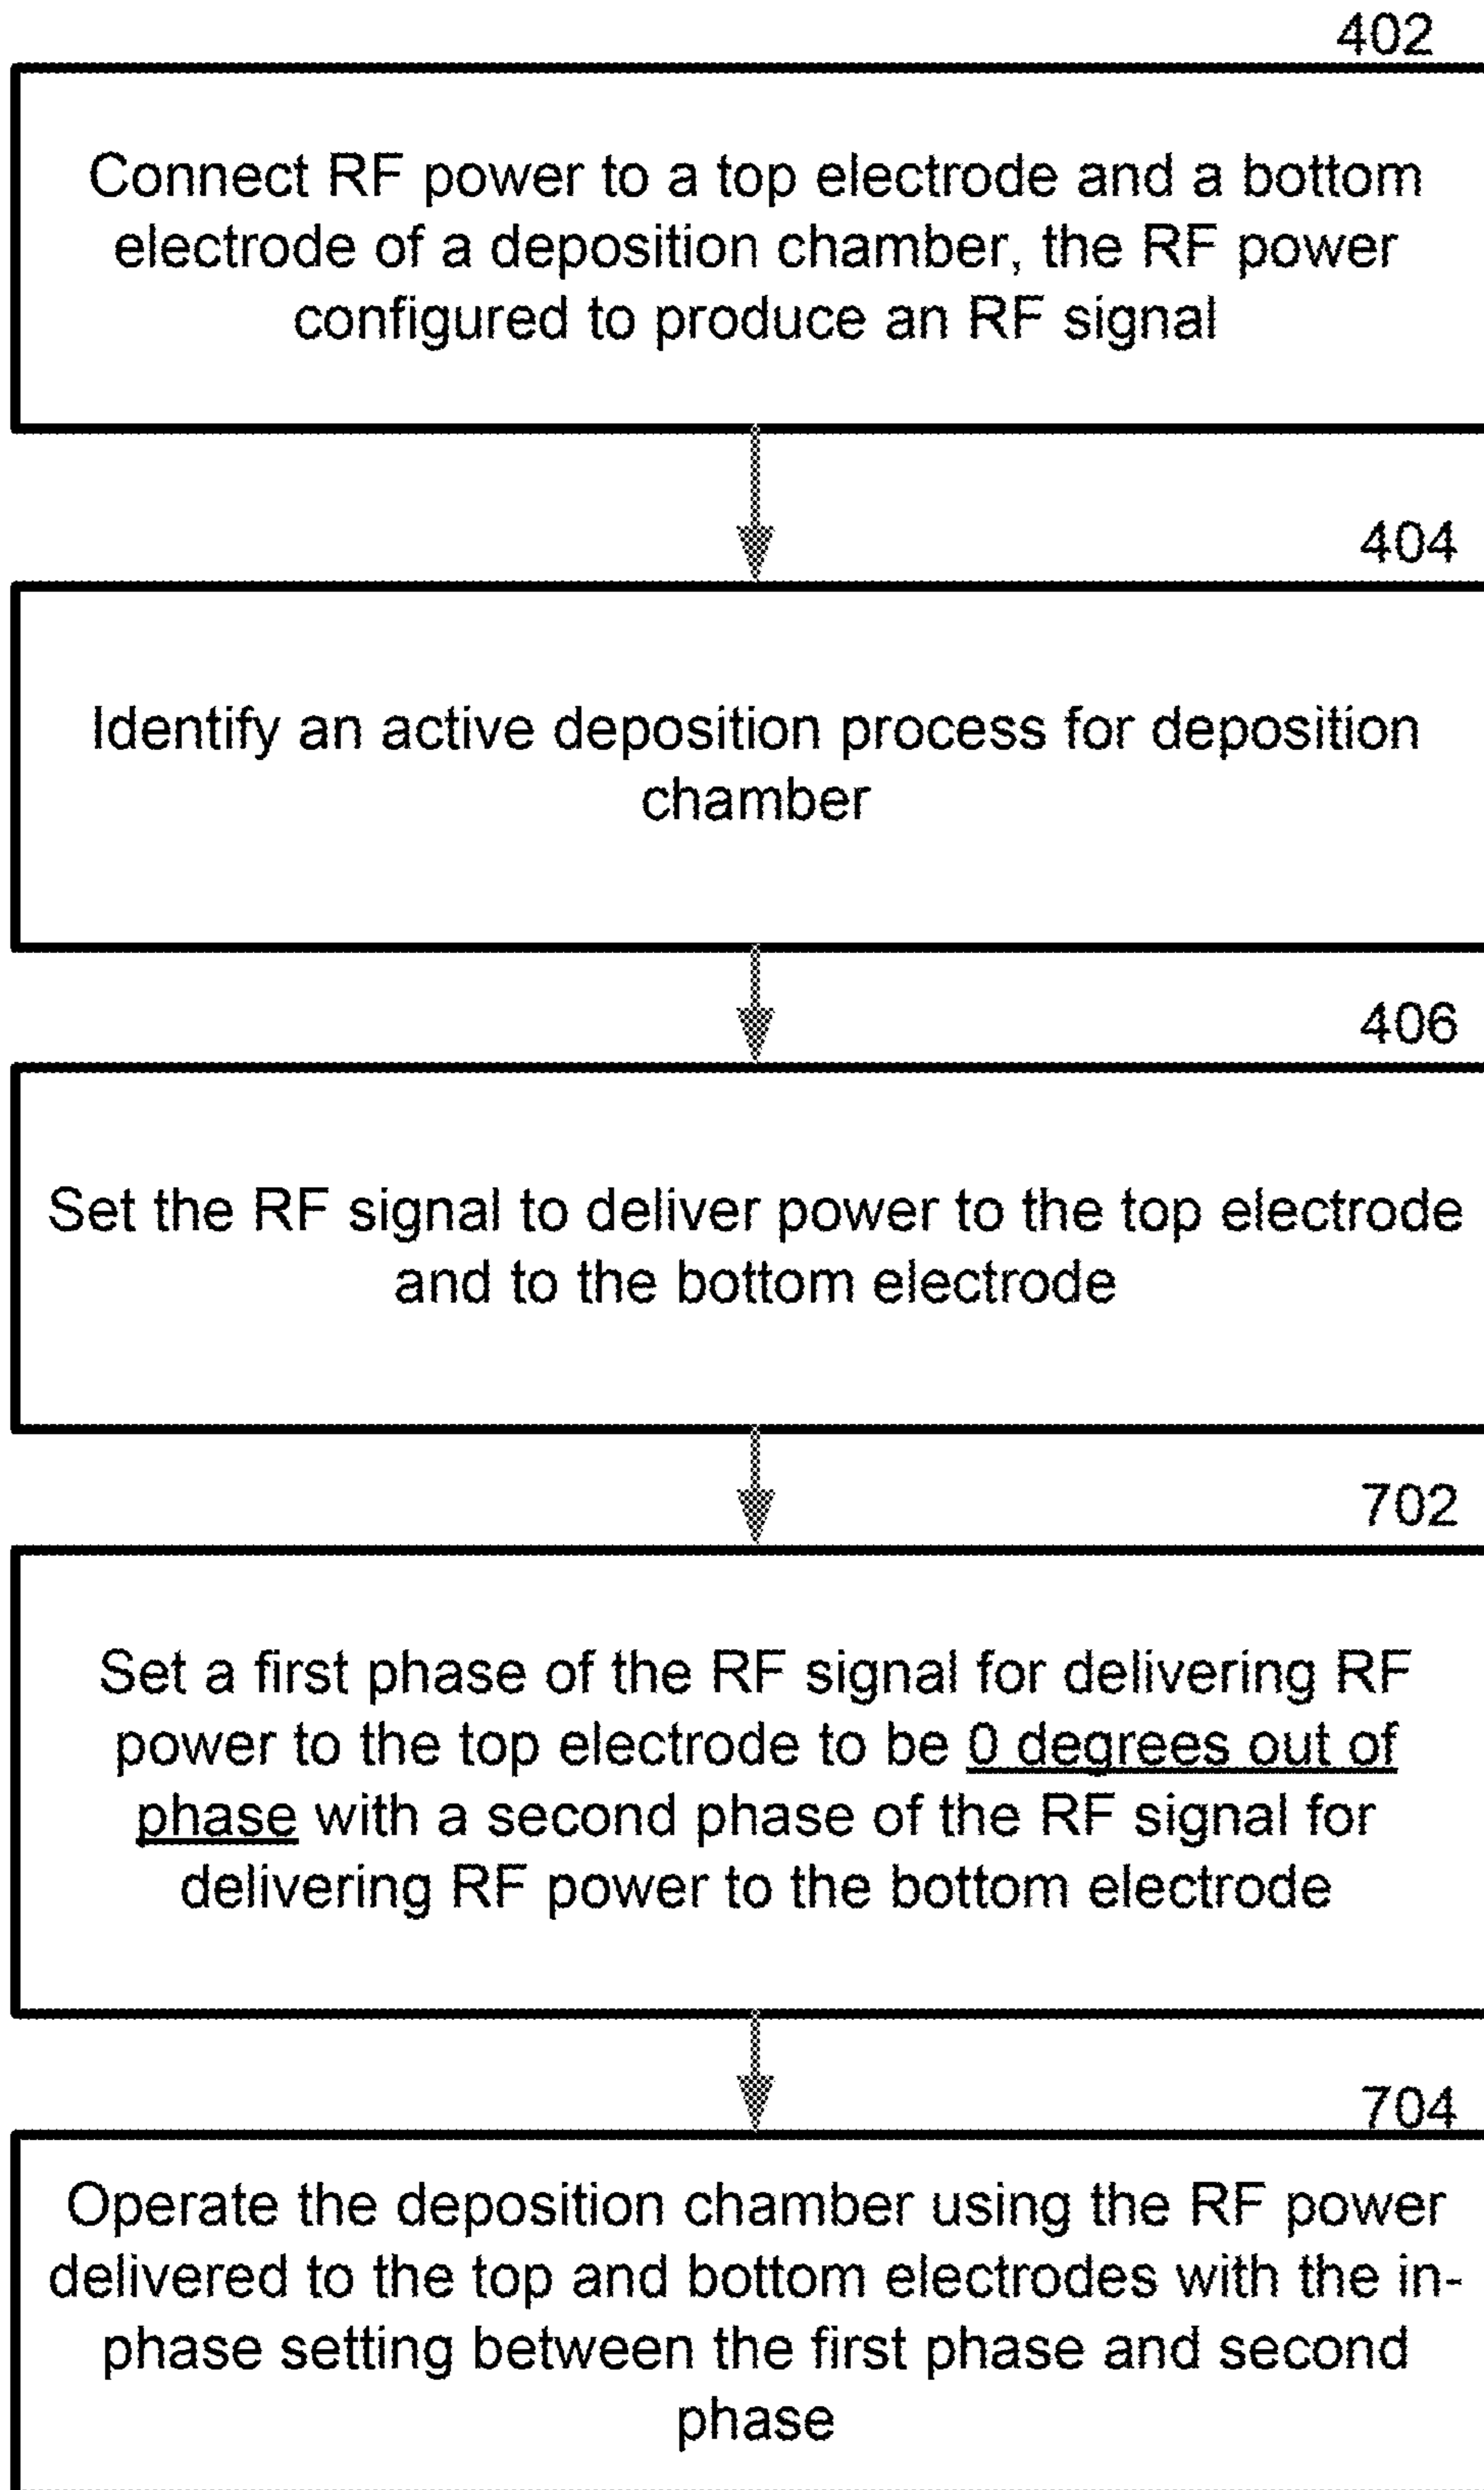 402
Connect RF power to a top electrode and a bottom
electrode of a deposition chamber, the RF power
configured to produce an RF signal
404
Identify an active deposition process for deposition
chamber
406
Set the RF signal to deliver power to the top electrode
and to the bottom electrode
702
Set a first phase of the RF signal for delivering RF
power to the top electrode to be 0 degrees out of
phase with a second phase of the RF signal for
delivering RF power to the bottom electrode
704
Operate the deposition chamber using the RF power
delivered to the top and bottom electrodes with the in-
phase setting between the first phase and second
phase